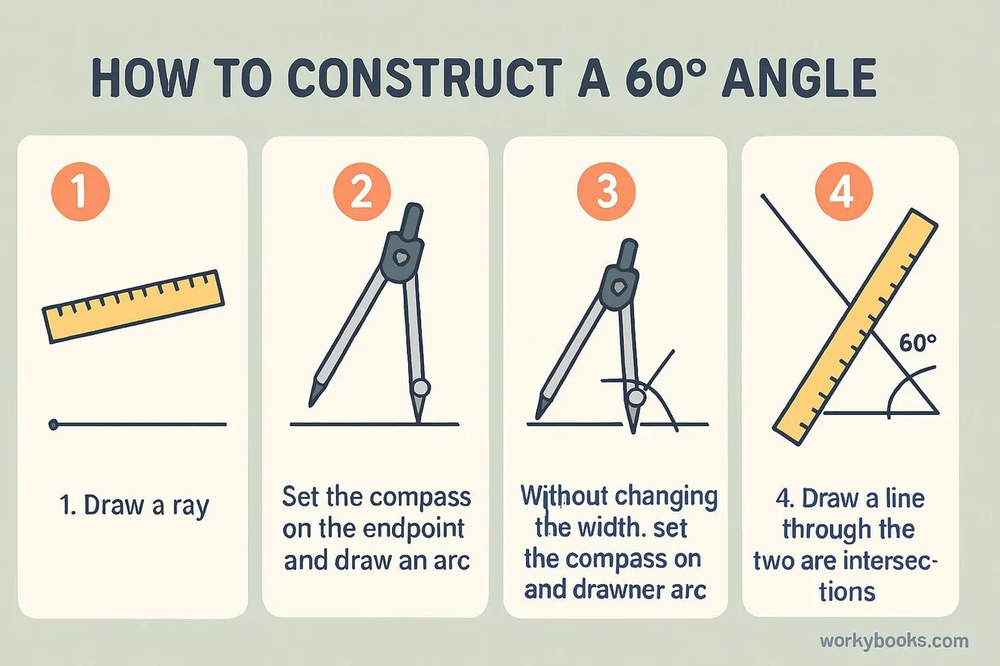 HOW TO CONSTRUCT A 60° ANGLE
1
1. Draw a ray
2
Set the compass
on the endpoint
and draw an arc
3
Without changing
the width. set
the compass on
and drawner arc
4
60°
4. Draw a line
through the
two are intersec-
tions
workybooks.com